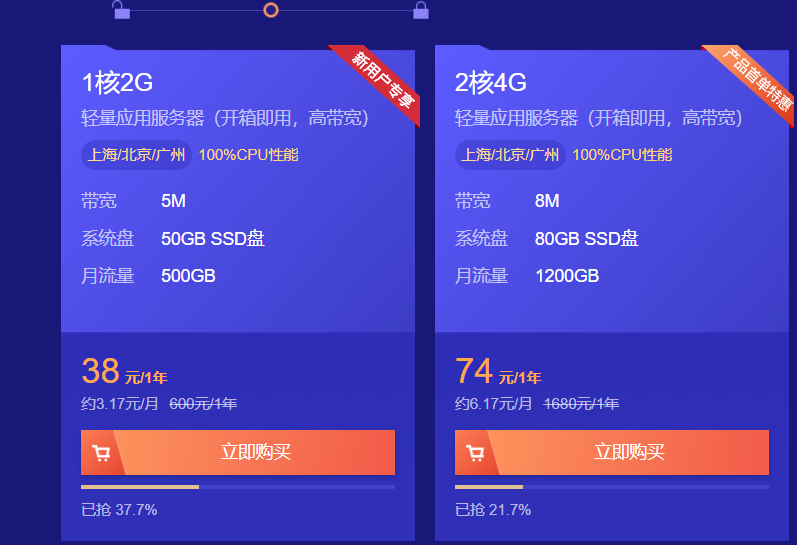 1核2G
新用户专享
轻量应用服务器（开箱即用，高带宽）
上海/北京/广州 100%CPU性能
带宽 5M
系统盘 50GB SSD盘
月流量 500GB
38 元/1年
约3.17元/月 600元/1年
立即购买
已抢 37.7%
2核4G
产品首单特惠
轻量应用服务器（开箱即用，高带宽）
上海/北京/广州 100%CPU性能
带宽 8M
系统盘 80GB SSD盘
月流量 1200GB
74 元/1年
约6.17元/月 1680元/1年
立即购买
已抢 21.7%